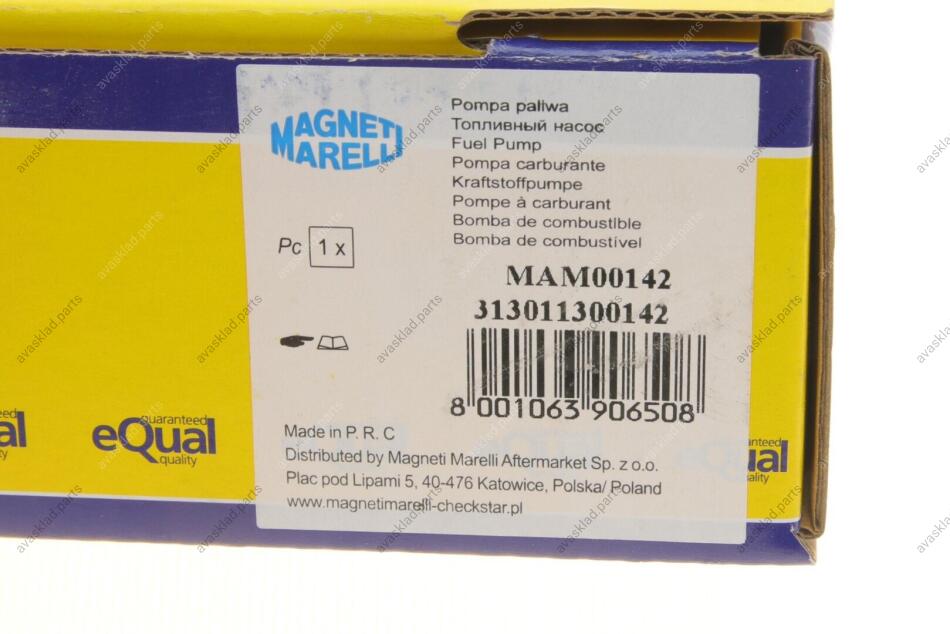 MAGNETI
MARELLI
Pompa paliwa
Топливный насос
Fuel Pump
Pompa carburante
Kraftstoffpumpe
Pompe à carburant
Bomba de combustible
Bomba de combustível
Pc 1 x
MAM00142
313011300142
8 001063 906508
Made in P. R. C
Distributed by Magneti Marelli Aftermarket Sp. z o.o.
Plac pod Lipami 5, 40-476 Katowice, Polska/ Poland
www.magnetimarelli-checkstar.pl
guaranteed
eQual
quality
avasklad.parts